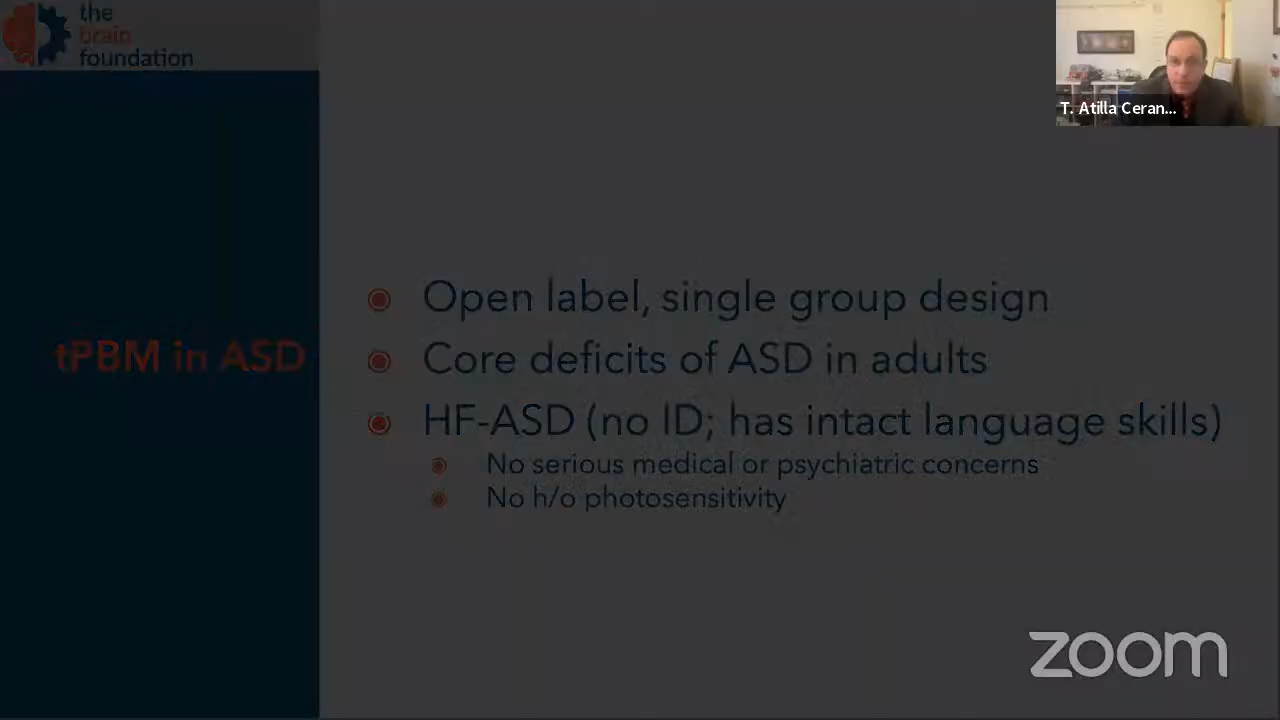 the
brain
foundation
T. Atilla Ceran...
tPBM in ASD
Open label, single group design
Core deficits of ASD in adults
HF-ASD (no ID; has intact language skills)
No serious medical or psychiatric concerns
No h/o photosensitivity
zoom